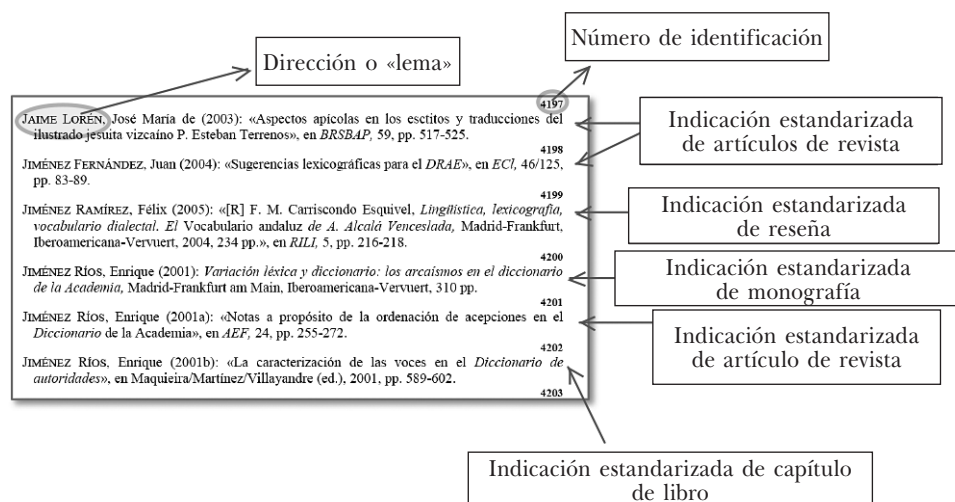 Número de identificación
Dirección o «lema»
4197
JAIME LORÉN, José María de (2003): «Aspectos apícolas en los escitos y traducciones del
ilustrado jesuita vizcaíno P. Esteban Terrenos», en BRSBAP, 59, pp. 517-525.
4198
JIMÉNEZ FERNÁNDEZ, Juan (2004): «Sugerencias lexicográficas para el DRAE», en ECl, 46/125,
pp. 83-89.
4199
JIMÉNEZ RAMÍREZ, Félix (2005): «[R] F. M. Carriscondo Esquivel, Lingüística, lexicografía,
vocabulario dialectal. El Vocabulario andaluz de A. Alcalá Venceslada, Madrid-Frankfurt,
Iberoamericana-Vervuert, 2004, 234 pp.», en RILI, 5, pp. 216-218.
4200
JIMÉNEZ RÍOS, Enrique (2001): Variación léxica y diccionario: los arcaísmos en el diccionario
de la Academia, Madrid-Frankfurt am Main, Iberoamericana-Vervuert, 310 pp.
4201
JIMÉNEZ RÍOS, Enrique (2001a): «Notas a propósito de la ordenación de acepciones en el
Diccionario de la Academia», en AEF, 24, pp. 255-272.
4202
JIMÉNEZ RÍOS, Enrique (2001b): «La caracterización de las voces en el Diccionario de
autoridades», en Maquieira/Martínez/Villayandre (ed.), 2001, pp. 589-602.
4203
Indicación estandarizada
de artículos de revista
Indicación estandarizada
de reseña
Indicación estandarizada
de monografía
Indicación estandarizada
de artículo de revista
Indicación estandarizada de capítulo
de libro